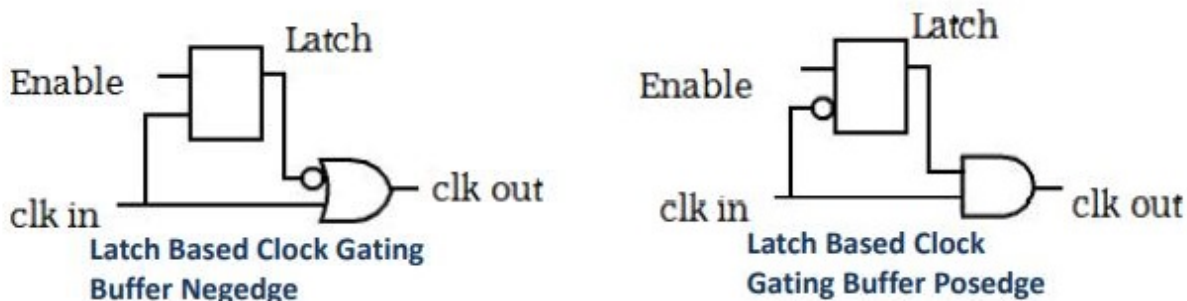 Latch
Enable
clk out
clk in
Latch Based Clock Gating
Buffer Negedge
Latch
Enable
clk in
clk out
Latch Based Clock
Gating Buffer Posedge